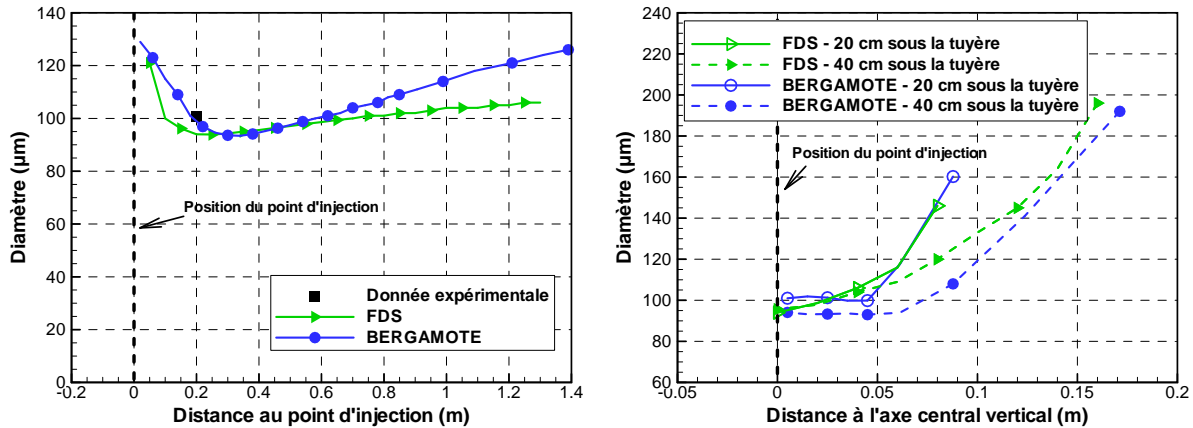 Diamètre (µm)
140
120
100
80
60
40
20
0
-0.2
0
0.2
0.4
0.6
0.8
1
1.2
1.4
Distance au point d'injection (m)
Position du point d'injection
Donnée expérimentale
FDS
BERGAMOTE
Diamètre (µm)
240
220
200
180
160
140
120
100
80
60
-0.05
0
0.05
0.1
0.15
0.2
Distance à l'axe central vertical (m)
FDS - 20 cm sous la tuyère
FDS - 40 cm sous la tuyère
BERGAMOTE - 20 cm sous la tuyère
BERGAMOTE - 40 cm sous la tuyère
Position du point d'injection